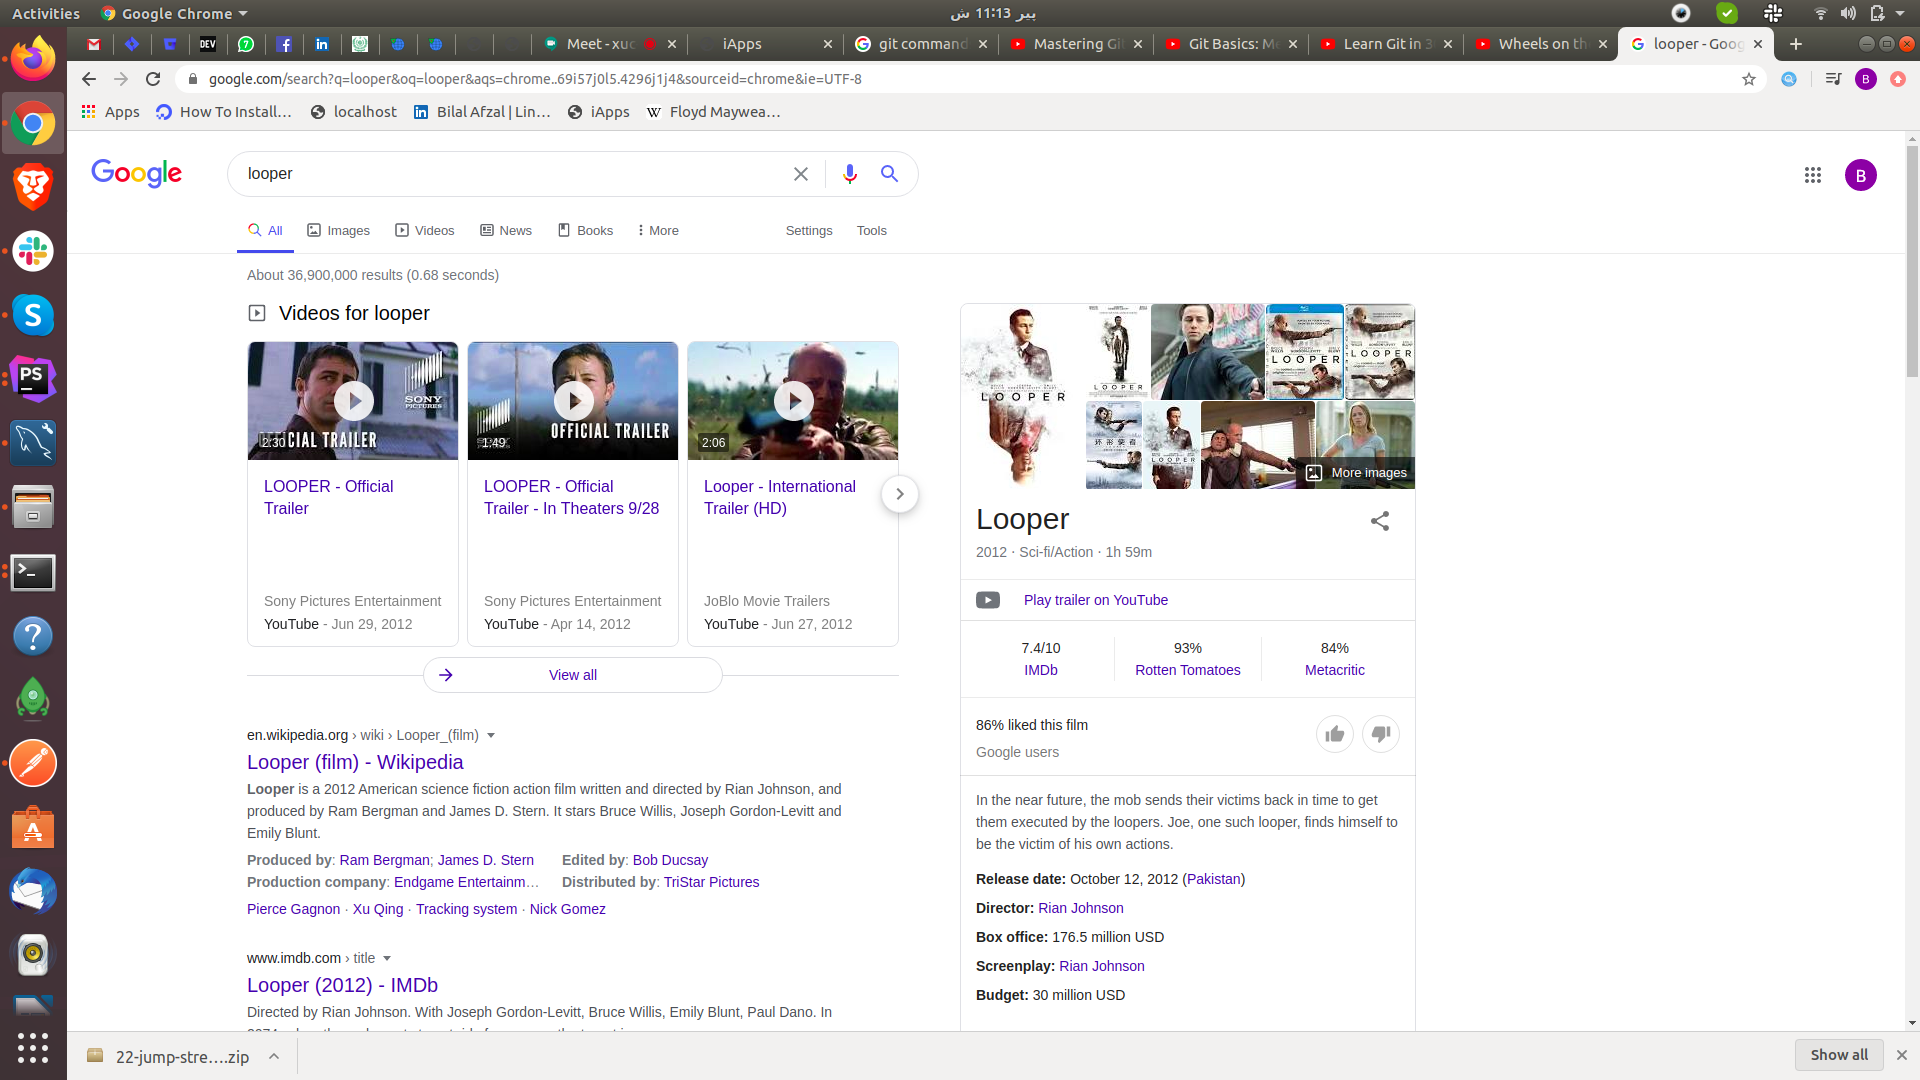 Activities
Google Chrome
پیر 11:13 ش
Meet - xuc
iApps
git command
Mastering Gi
Git Basics: Me
Learn Git in 3
Wheels on th
looper - Goog
google.com/search?q=looper&oq=looper&aqs=chrome..69i57j0l5.4296j1j4&sourceid=chrome&ie=UTF-8
B
Apps
How To Install…
localhost
Bilal Afzal | Lin…
iApps
Floyd Maywea…
Google
looper
B
All
Images
Videos
News
Books
More
Settings
Tools
About 36,900,000 results (0.68 seconds)
Videos for looper
SONY
PICTURES
OFFICIAL TRAILER
2:30
OFFICIAL TRAILER
1:49
2:06
LOOPER - Official
Trailer
Sony Pictures Entertainment
YouTube - Jun 29, 2012
LOOPER - Official
Trailer - In Theaters 9/28
Sony Pictures Entertainment
YouTube - Apr 14, 2012
Looper - International
Trailer (HD)
JoBlo Movie Trailers
YouTube - Jun 27, 2012
View all
en.wikipedia.org › wiki › Looper_(film)
Looper (film) - Wikipedia
Looper is a 2012 American science fiction action film written and directed by Rian Johnson, and
produced by Ram Bergman and James D. Stern. It stars Bruce Willis, Joseph Gordon-Levitt and
Emily Blunt.
Produced by: Ram Bergman; James D. Stern
Edited by: Bob Ducsay
Production company: Endgame Entertainm…
Distributed by: TriStar Pictures
Pierce Gagnon · Xu Qing · Tracking system · Nick Gomez
www.imdb.com › title
Looper (2012) - IMDb
Directed by Rian Johnson. With Joseph Gordon-Levitt, Bruce Willis, Emily Blunt, Paul Dano. In
LOOPER
LOOPER
LOOPER
LOOPER
环形使者
LOOPER
More images
Looper
2012 · Sci-fi/Action · 1h 59m
Play trailer on YouTube
7.4/10
IMDb
93%
Rotten Tomatoes
84%
Metacritic
86% liked this film
Google users
In the near future, the mob sends their victims back in time to get
them executed by the loopers. Joe, one such looper, finds himself to
be the victim of his own actions.
Release date: October 12, 2012 (Pakistan)
Director: Rian Johnson
Box office: 176.5 million USD
Screenplay: Rian Johnson
Budget: 30 million USD
22-jump-stre….zip
Show all
DEV
PS